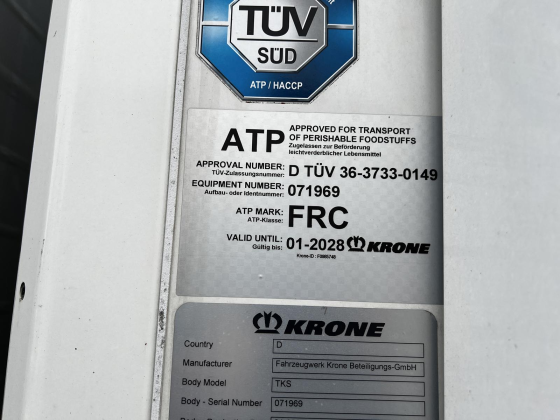 TÜV
SÜD
ATP / HACCP
ATP APPROVED FOR TRANSPORT
OF PERISHABLE FOODSTUFFS
Zugelassen zur Beförderung
leichtverderblicher Lebensmittel
APPROVAL NUMBER: D TÜV 36-3733-0149
TÜV-Zulassungsnummer:
EQUIPMENT NUMBER: 071969
Aufbau- oder Identnummer:
ATP MARK: FRC
ATP-Klasse:
VALID UNTIL: 01-2028 KRONE
Gültig bis:
KRONE
Country D
Manufacturer Fahrzeugwerk Krone Beteiligungs-GmbH
Body Model TKS
Body - Serial Number 071969